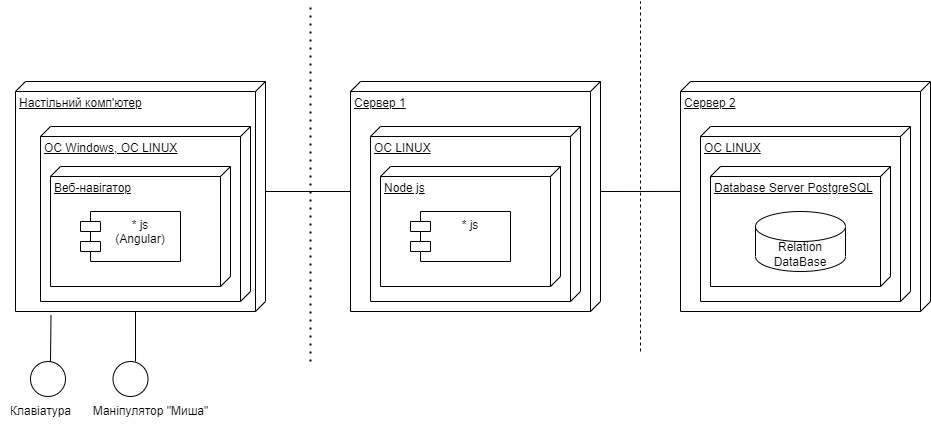 Настільний комп'ютер
ОС Windows, ОС LINUX
Веб-навігатор
* js
(Angular)
Сервер 1
ОС LINUX
Node js
* js
Сервер 2
ОС LINUX
Database Server PostgreSQL
Relation
DataBase
Клавіатура
Маніпулятор "Миша"